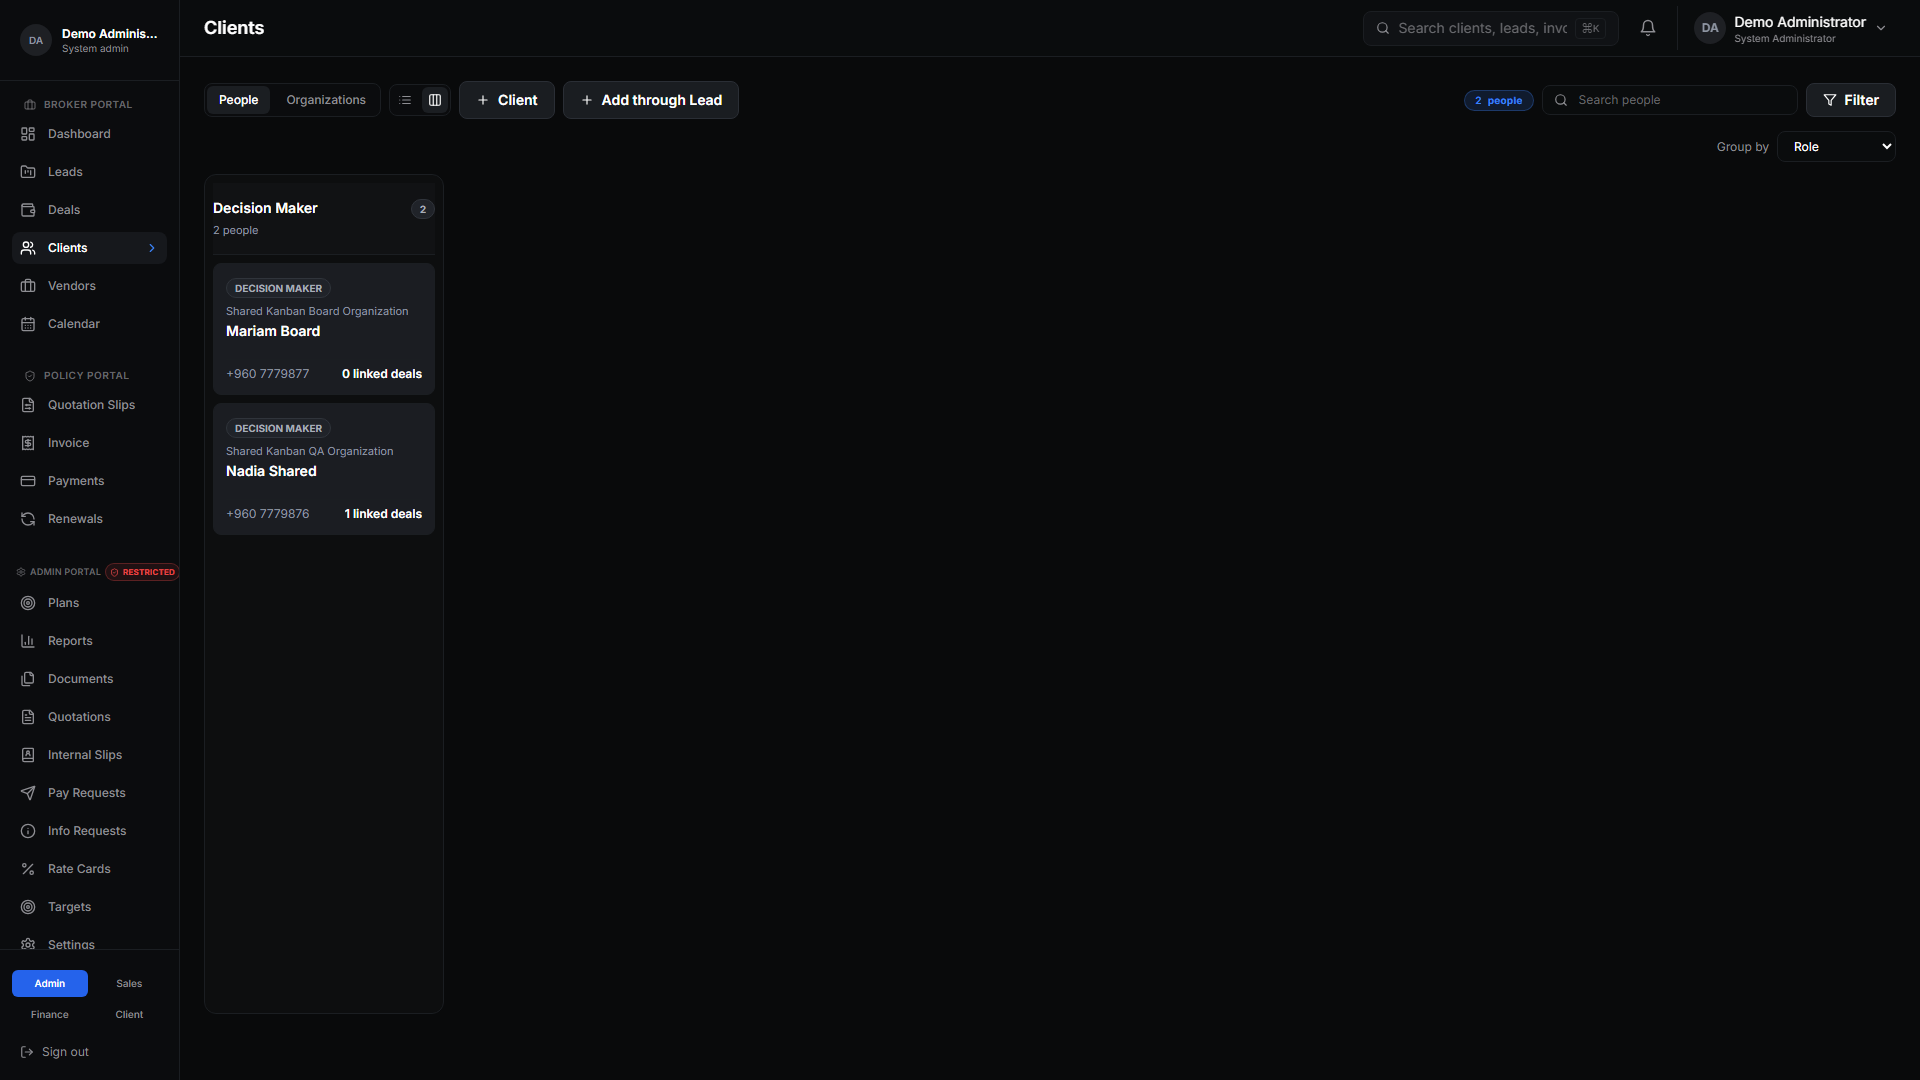 DA
Demo Adminis...
System admin
BROKER PORTAL
Dashboard
Leads
Deals
Clients
Vendors
Calendar
POLICY PORTAL
Quotation Slips
Invoice
Payments
Renewals
ADMIN PORTAL
RESTRICTED
Plans
Reports
Documents
Quotations
Internal Slips
Pay Requests
Info Requests
Rate Cards
Targets
Settings
Admin
Sales
Finance
Client
Sign out
Clients
Search clients, leads, invo
⌘K
DA
Demo Administrator
System Administrator
People
Organizations
Client
Add through Lead
2 people
Search people
Filter
Group by
Role
Decision Maker
2
2 people
DECISION MAKER
Shared Kanban Board Organization
Mariam Board
+960 7779877
0 linked deals
DECISION MAKER
Shared Kanban QA Organization
Nadia Shared
+960 7779876
1 linked deals